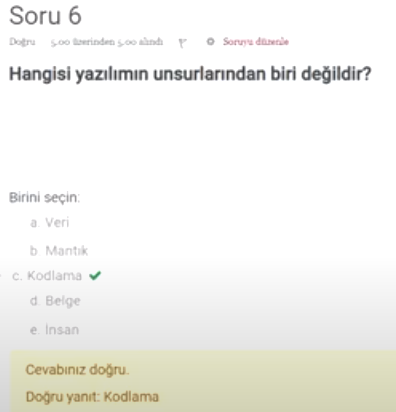 Soru 6
Doğru 5,00 üzerinden 5,00 alındı Soruyu düzenle
Hangisi yazılımın unsurlarından biri değildir?
Birini seçin:
a. Veri
b. Mantık
c. Kodlama
d. Belge
e. İnsan
Cevabınız doğru.
Doğru yanıt: Kodlama